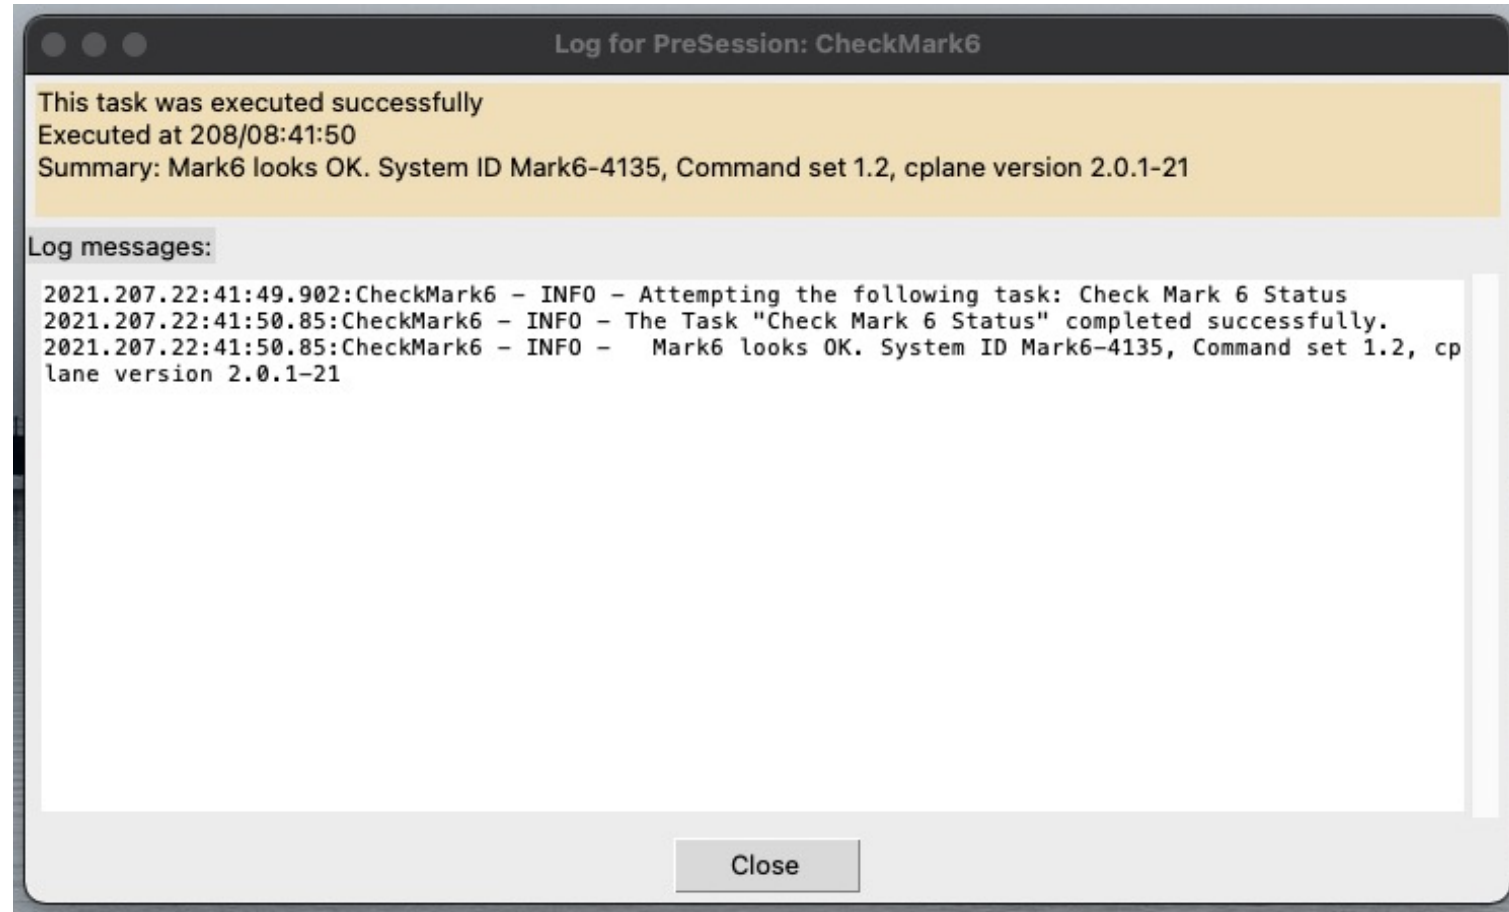 Log for PreSession: CheckMark6
This task was executed successfully
Executed at 208/08:41:50
Summary: Mark6 looks OK. System ID Mark6-4135, Command set 1.2, cplane version 2.0.1-21
Log messages:
2021.207.22:41:49.902:CheckMark6 – INFO – Attempting the following task: Check Mark 6 Status
2021.207.22:41:50.85:CheckMark6 – INFO – The Task "Check Mark 6 Status" completed successfully.
2021.207.22:41:50.85:CheckMark6 – INFO –   Mark6 looks OK. System ID Mark6–4135, Command set 1.2, cp
lane version 2.0.1–21
Close